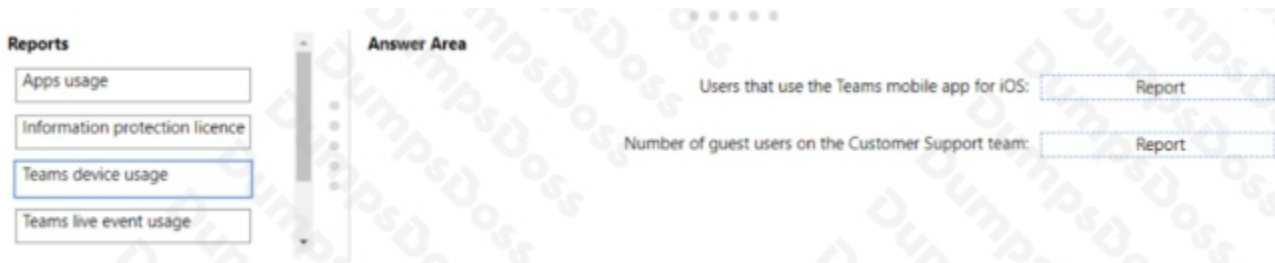 Reports
Apps usage
Information protection licence
Teams device usage
Teams live event usage
Answer Area
Users that use the Teams mobile app for iOS: Report
Number of guest users on the Customer Support team: Report
DumpsDoss